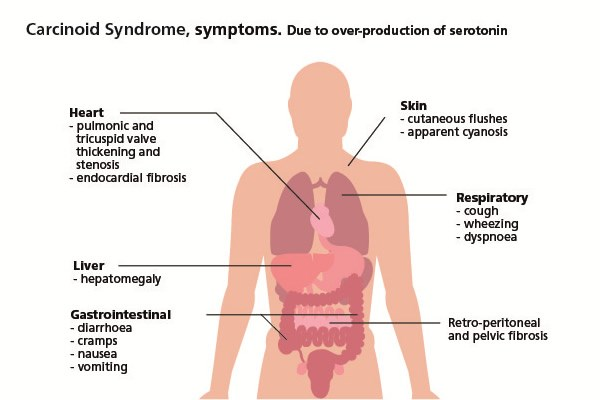 Carcinoid Syndrome, symptoms. Due to over-production of serotonin
Heart
- pulmonic and
tricuspid valve
thickening and
stenosis
- endocardial fibrosis
Skin
- cutaneous flushes
- apparent cyanosis
Respiratory
- cough
- wheezing
- dyspnoea
Liver
- hepatomegaly
Gastrointestinal
- diarrhoea
- cramps
- nausea
- vomiting
Retro-peritoneal
and pelvic fibrosis